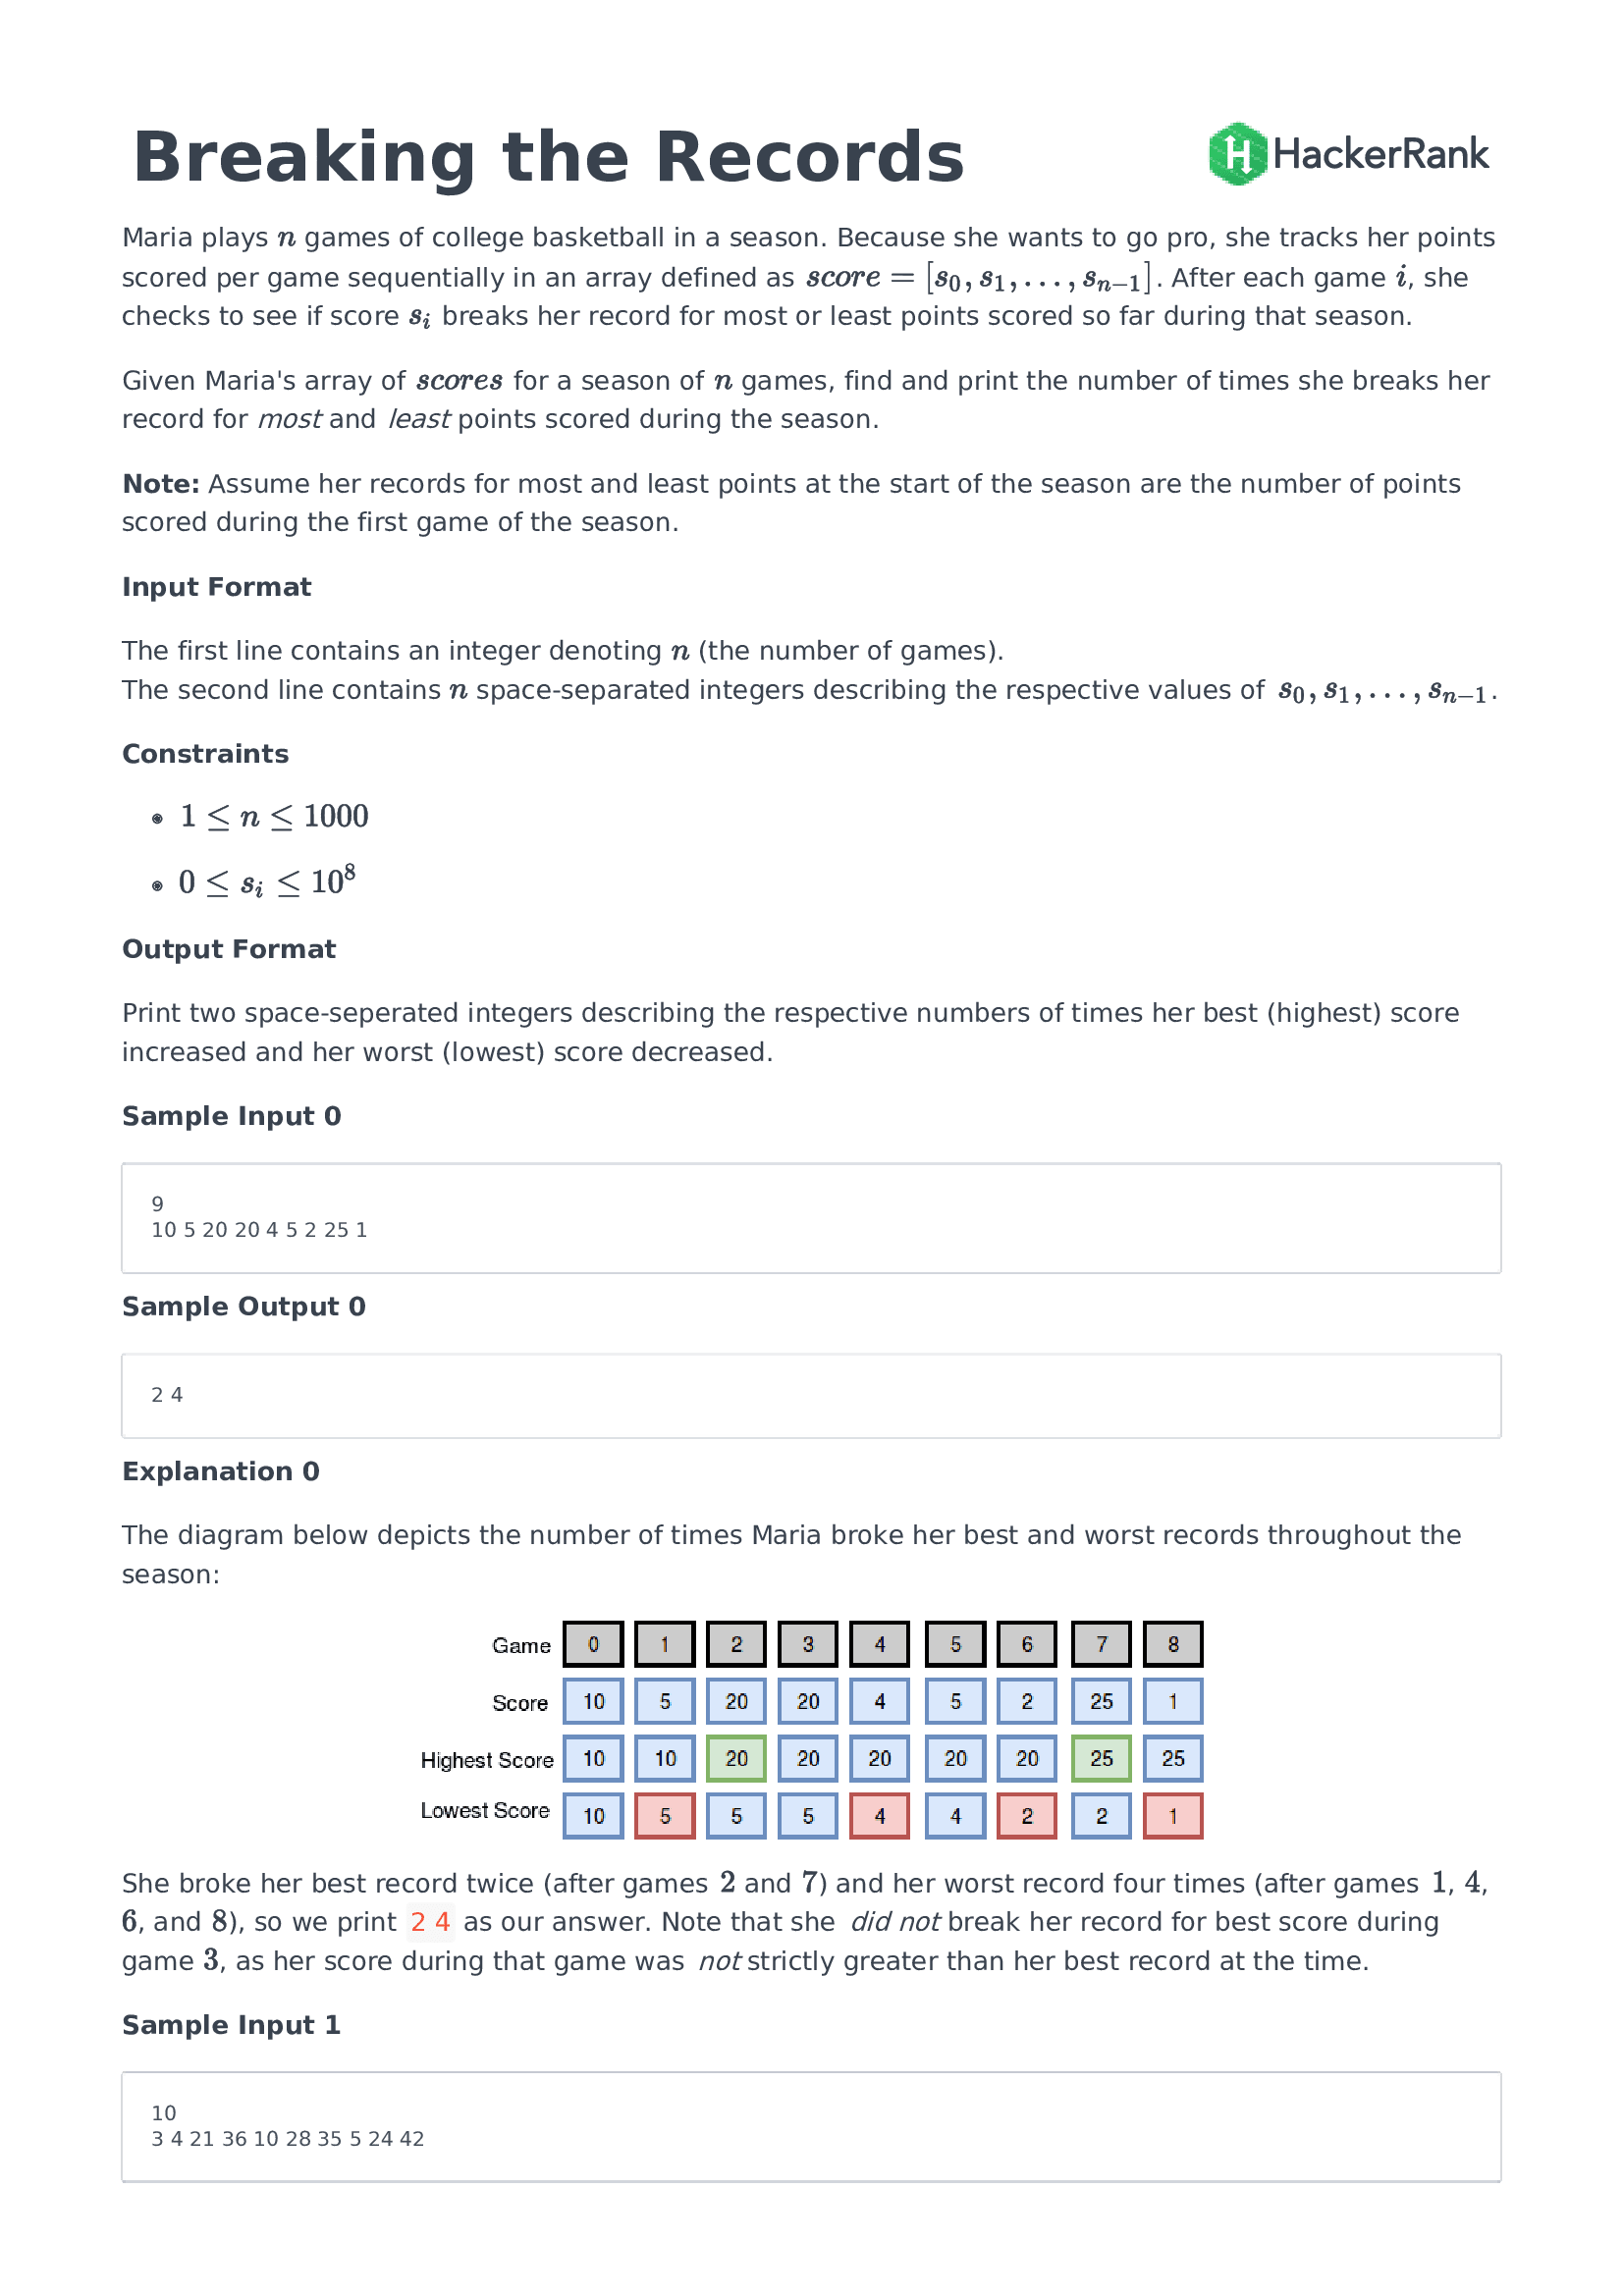 Breaking the Records
HackerRank
Maria plays n games of college basketball in a season. Because she wants to go pro, she tracks her points
scored per game sequentially in an array defined as score = [s₀, s₁, . . . , sₙ₋₁]. After each game i, she
checks to see if score sᵢ breaks her record for most or least points scored so far during that season.
Given Maria's array of scores for a season of n games, find and print the number of times she breaks her
record for most and least points scored during the season.
Note: Assume her records for most and least points at the start of the season are the number of points
scored during the first game of the season.
Input Format
The first line contains an integer denoting n (the number of games).
The second line contains n space-separated integers describing the respective values of s₀, s₁, . . . , sₙ₋₁.
Constraints
• 1 ≤ n ≤ 1000
• 0 ≤ sᵢ ≤ 10⁸
Output Format
Print two space-seperated integers describing the respective numbers of times her best (highest) score
increased and her worst (lowest) score decreased.
Sample Input 0
9
10 5 20 20 4 5 2 25 1
Sample Output 0
2 4
Explanation 0
The diagram below depicts the number of times Maria broke her best and worst records throughout the
season:
Game 0 1 2 3 4 5 6 7 8
Score 10 5 20 20 4 5 2 25 1
Highest Score 10 10 20 20 20 20 20 25 25
Lowest Score 10 5 5 5 4 4 2 2 1
She broke her best record twice (after games 2 and 7) and her worst record four times (after games 1, 4,
6, and 8), so we print 2 4 as our answer. Note that she did not break her record for best score during
game 3, as her score during that game was not strictly greater than her best record at the time.
Sample Input 1
10
3 4 21 36 10 28 35 5 24 42